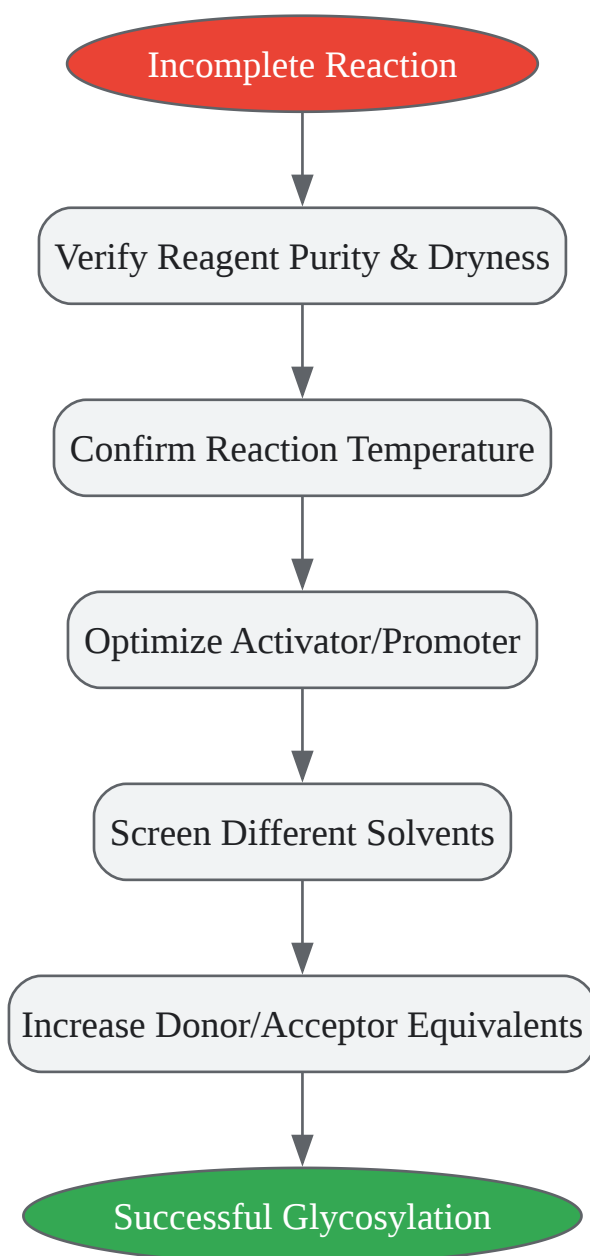 Incomplete Reaction
Verify Reagent Purity & Dryness
Confirm Reaction Temperature
Optimize Activator/Promoter
Screen Different Solvents
Increase Donor/Acceptor Equivalents
Successful Glycosylation